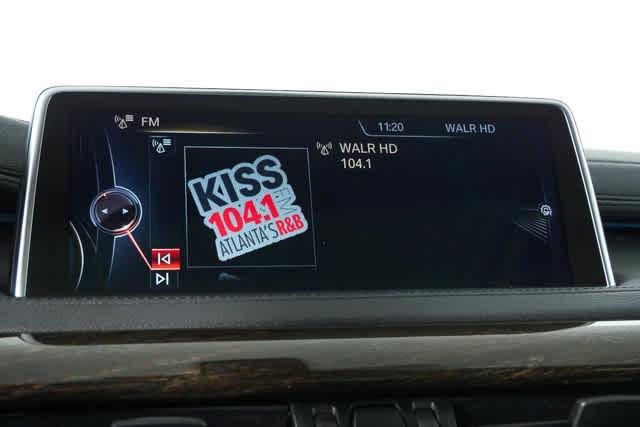 FM
11:20
WALR HD
KISS
104.1
FM
ATLANTA'S R&B
WALR HD
104.1